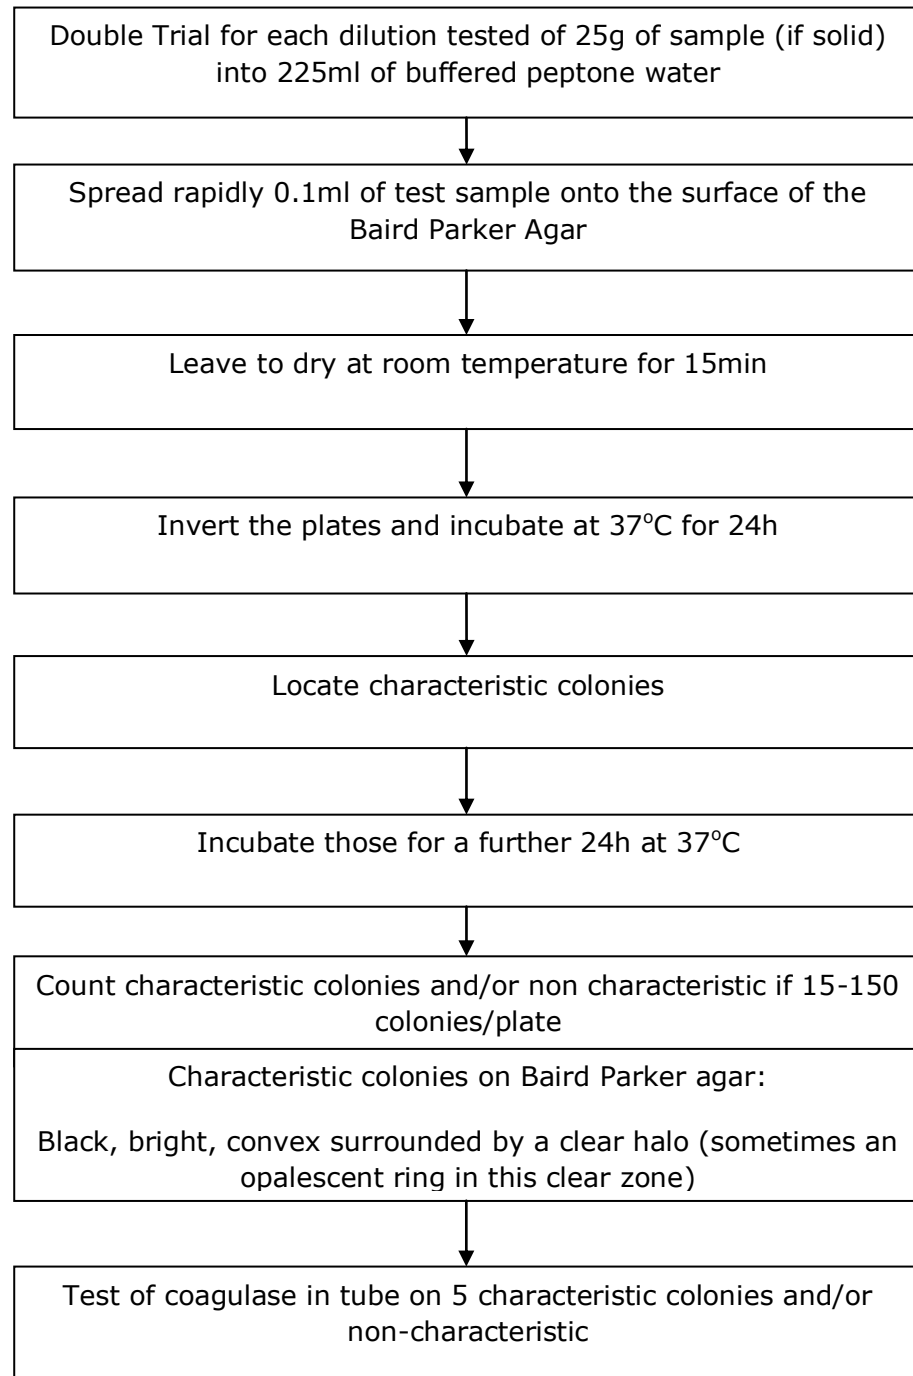 Double Trial for each dilution tested of 25g of sample (if solid)
into 225ml of buffered peptone water
Spread rapidly 0.1ml of test sample onto the surface of the
Baird Parker Agar
Leave to dry at room temperature for 15min
Invert the plates and incubate at 37°C for 24h
Locate characteristic colonies
Incubate those for a further 24h at 37°C
Count characteristic colonies and/or non characteristic if 15-150
colonies/plate
Characteristic colonies on Baird Parker agar:
Black, bright, convex surrounded by a clear halo (sometimes an
opalescent ring in this clear zone)
Test of coagulase in tube on 5 characteristic colonies and/or
non-characteristic